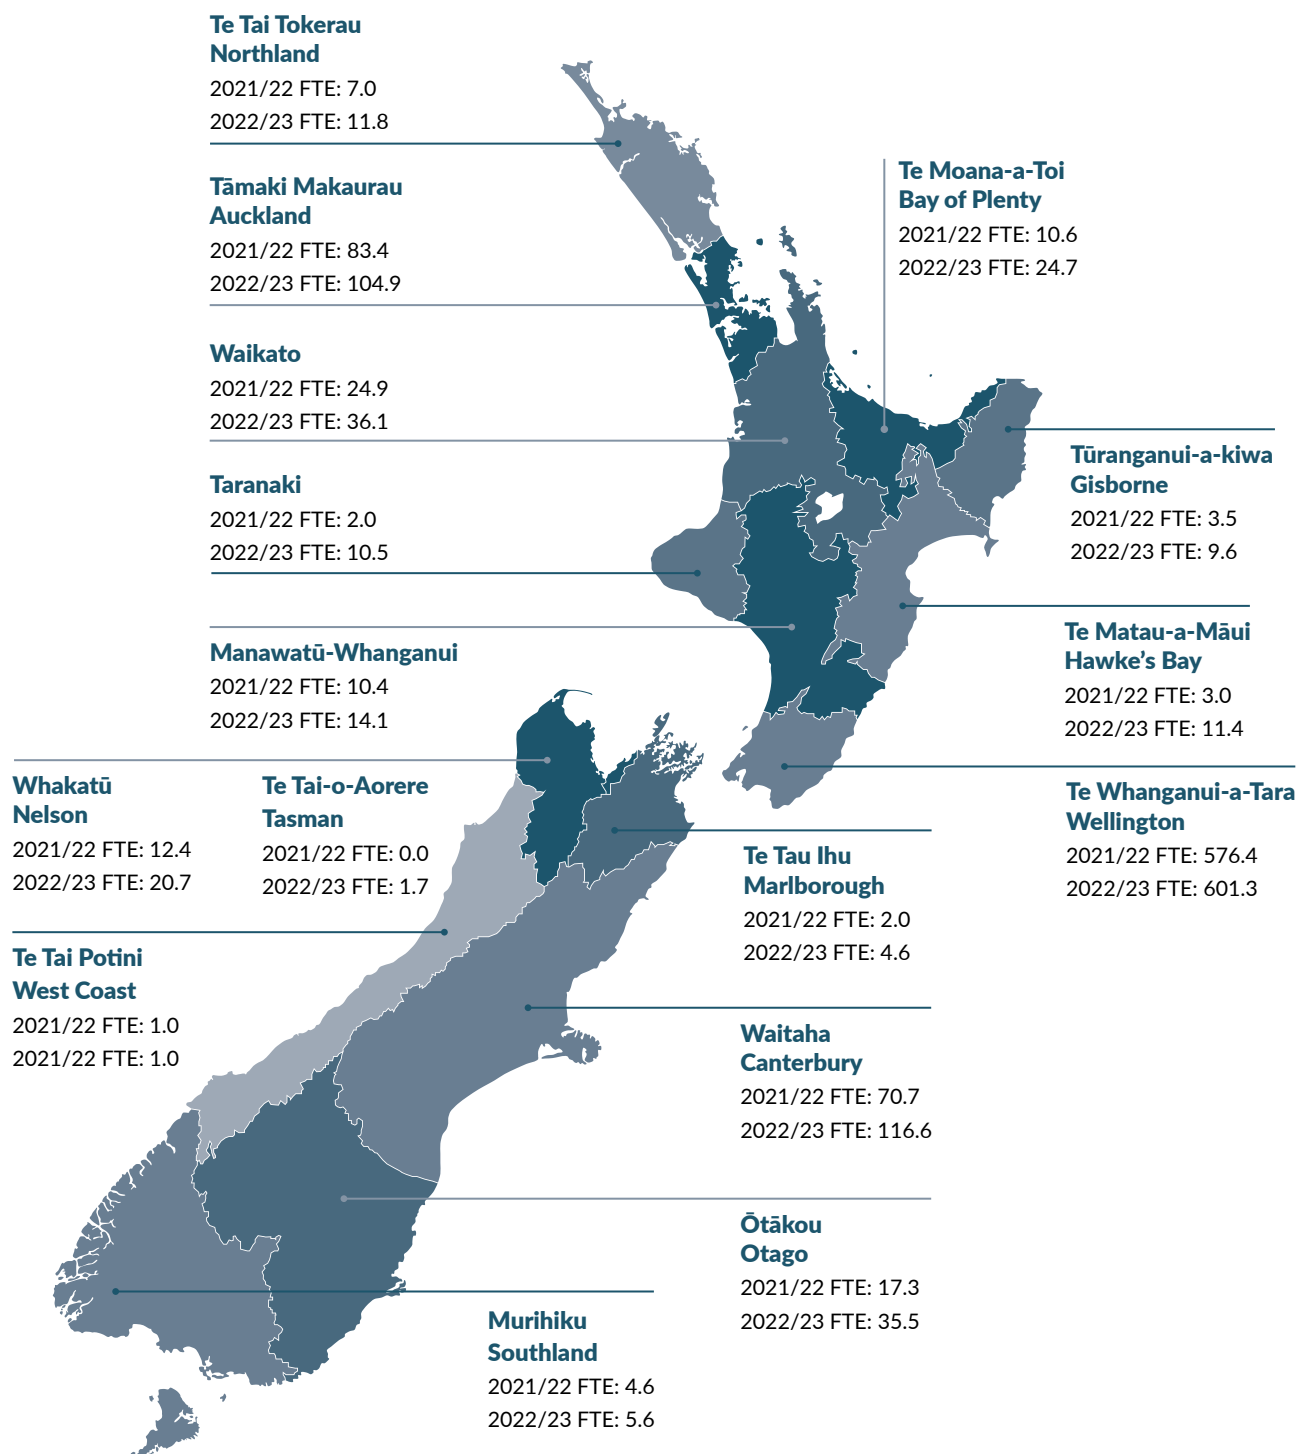 Te Tai Tokerau
Northland
2021/22 FTE: 7.0
2022/23 FTE: 11.8
Tāmaki Makaurau
Auckland
2021/22 FTE: 83.4
2022/23 FTE: 104.9
Te Moana-a-Toi
Bay of Plenty
2021/22 FTE: 10.6
2022/23 FTE: 24.7
Waikato
2021/22 FTE: 24.9
2022/23 FTE: 36.1
Taranaki
2021/22 FTE: 2.0
2022/23 FTE: 10.5
Tūranganui-a-kiwa
Gisborne
2021/22 FTE: 3.5
2022/23 FTE: 9.6
Manawatū-Whanganui
2021/22 FTE: 10.4
2022/23 FTE: 14.1
Te Matau-a-Māui
Hawke’s Bay
2021/22 FTE: 3.0
2022/23 FTE: 11.4
Whakatū
Nelson
2021/22 FTE: 12.4
2022/23 FTE: 20.7
Te Tai-o-Aorere
Tasman
2021/22 FTE: 0.0
2022/23 FTE: 1.7
Te Whanganui-a-Tara
Wellington
2021/22 FTE: 576.4
2022/23 FTE: 601.3
Te Tau Ihu
Marlborough
2021/22 FTE: 2.0
2022/23 FTE: 4.6
Te Tai Potini
West Coast
2021/22 FTE: 1.0
2021/22 FTE: 1.0
Waitaha
Canterbury
2021/22 FTE: 70.7
2022/23 FTE: 116.6
Ōtākou
Otago
2021/22 FTE: 17.3
2022/23 FTE: 35.5
Murihiku
Southland
2021/22 FTE: 4.6
2022/23 FTE: 5.6